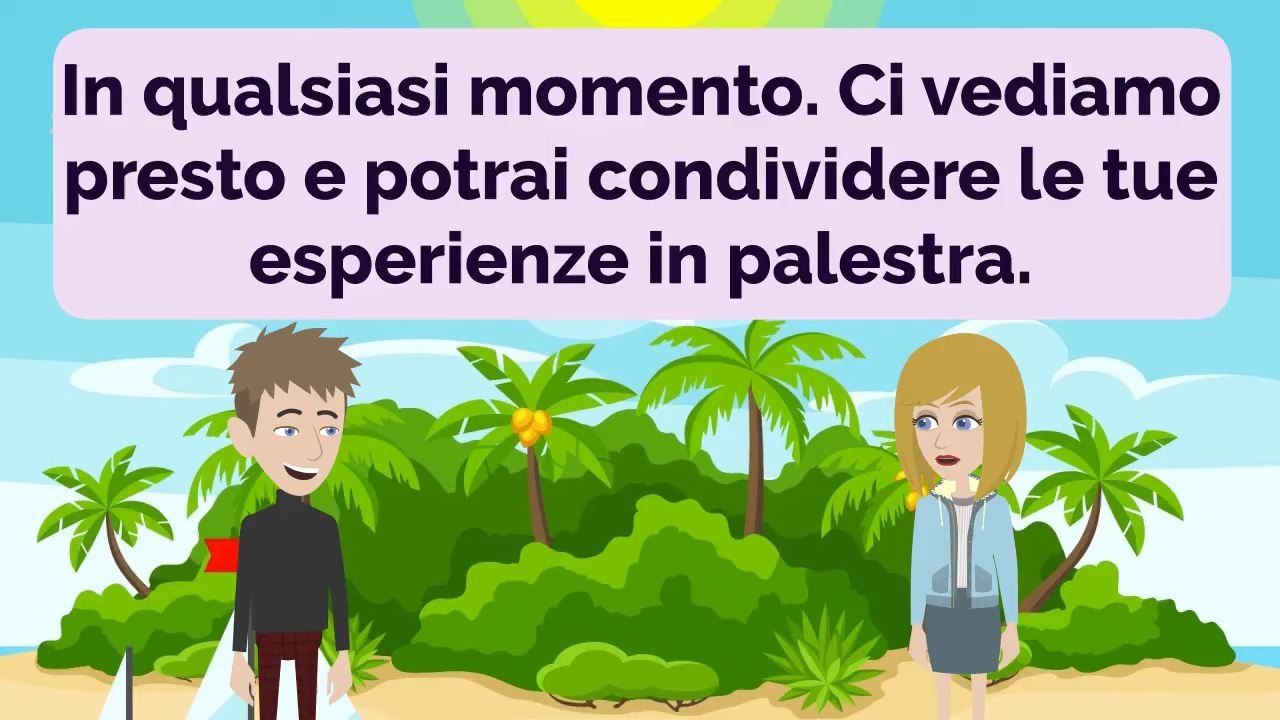 In qualsiasi momento. Ci vediamo
presto e potrai condividere le tue
esperienze in palestra.